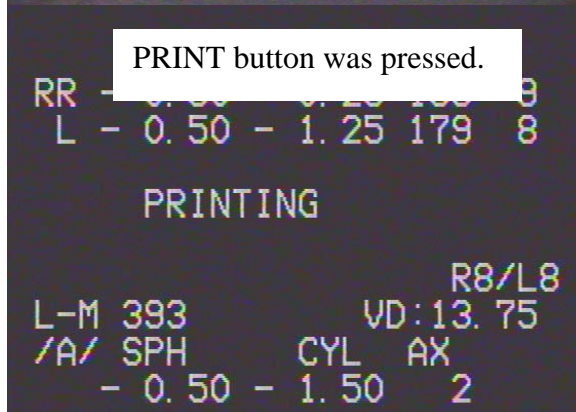 PRINT button was pressed.
RR -
L - 0.50 - 1.25 179 8
PRINTING
R8/L8
L-M 393 VD:13.75
/A/ SPH CYL AX
- 0.50 - 1.50 2